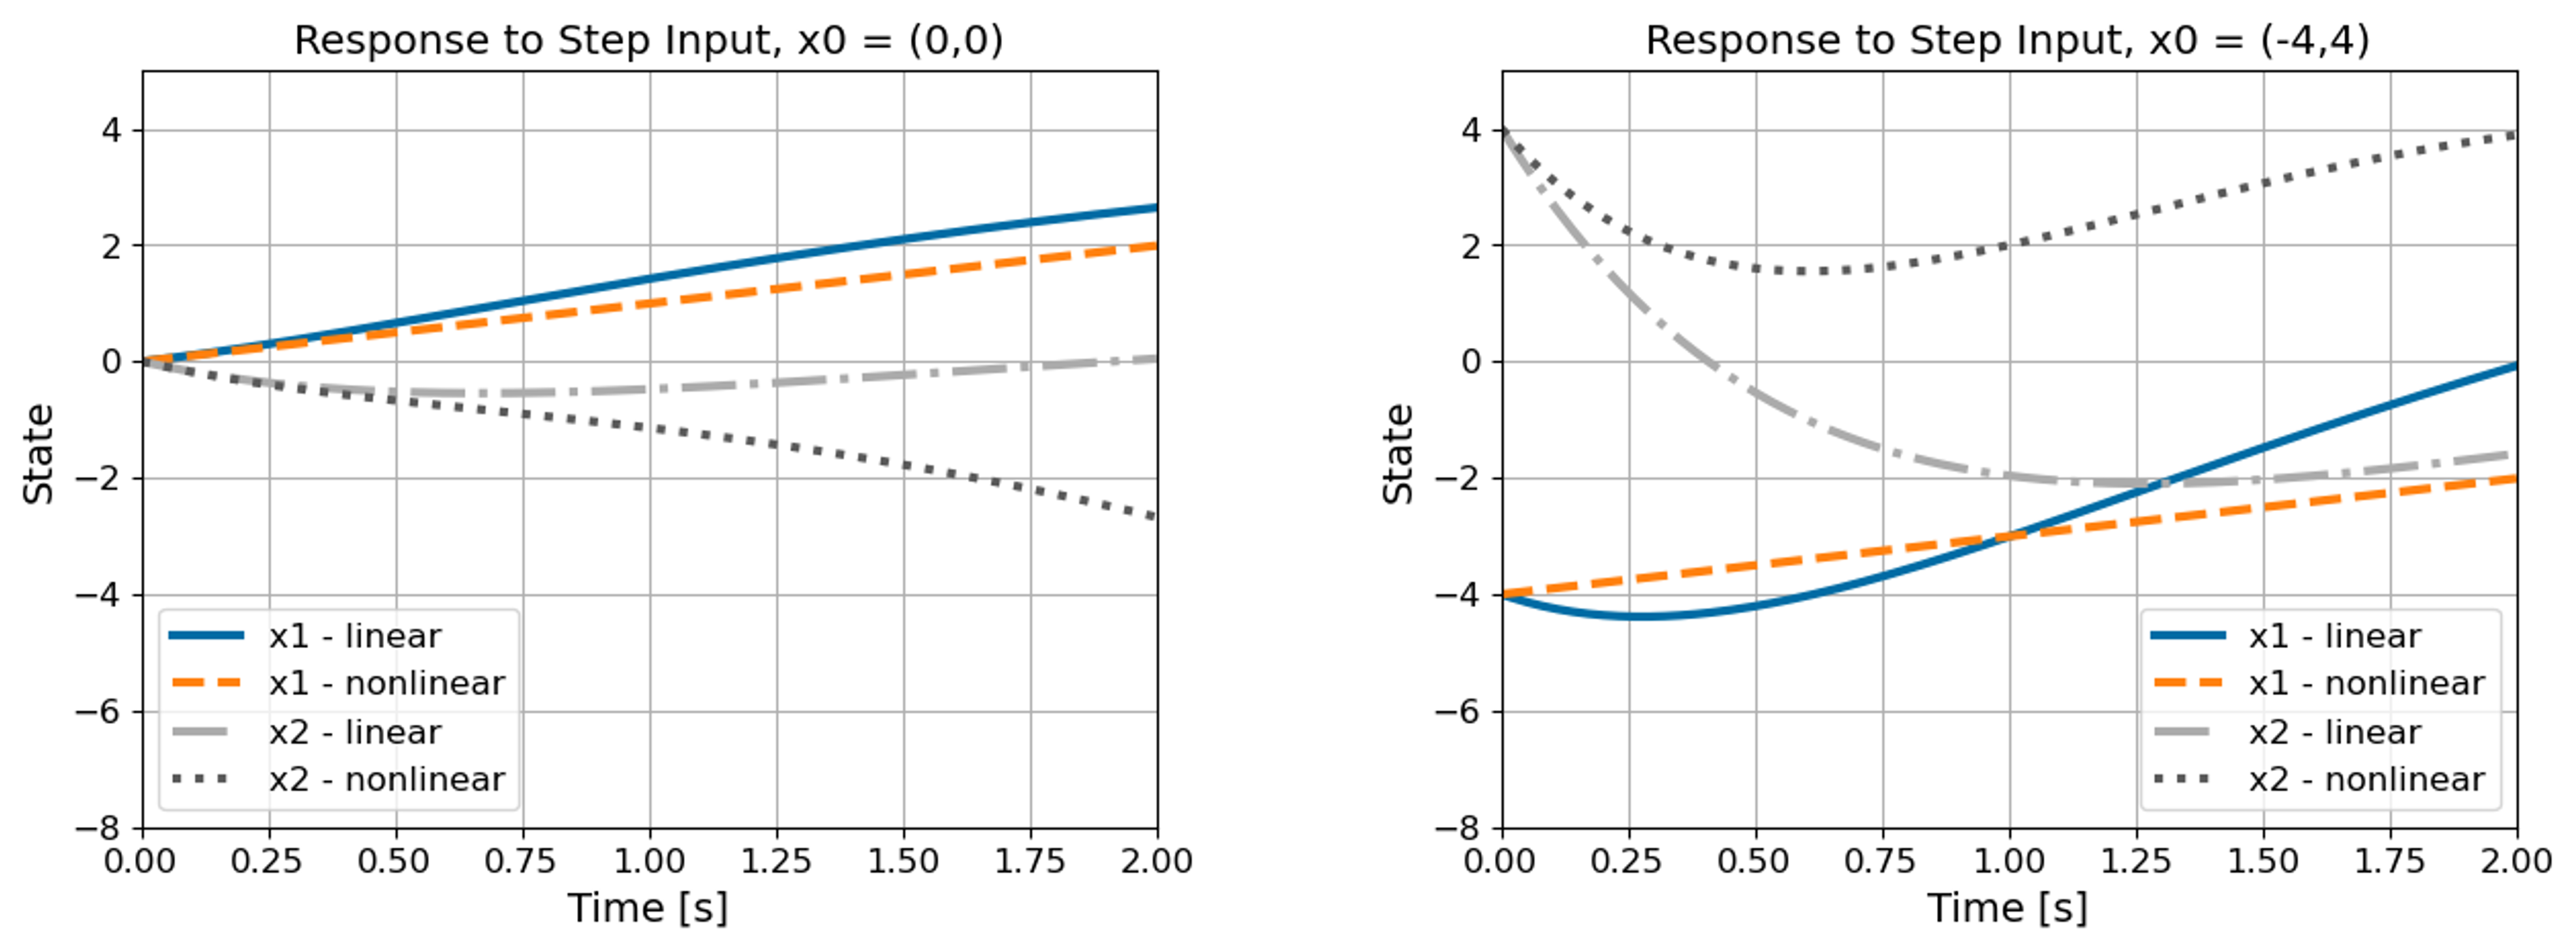 Response to Step Input, x0 = (0,0)
State
4
2
0
−2
−4
−6
−8
x1 - linear
x1 - nonlinear
x2 - linear
x2 - nonlinear
0.00 0.25 0.50 0.75 1.00 1.25 1.50 1.75 2.00
Time [s]
Response to Step Input, x0 = (-4,4)
State
4
2
0
−2
−4
−6
−8
x1 - linear
x1 - nonlinear
x2 - linear
x2 - nonlinear
0.00 0.25 0.50 0.75 1.00 1.25 1.50 1.75 2.00
Time [s]